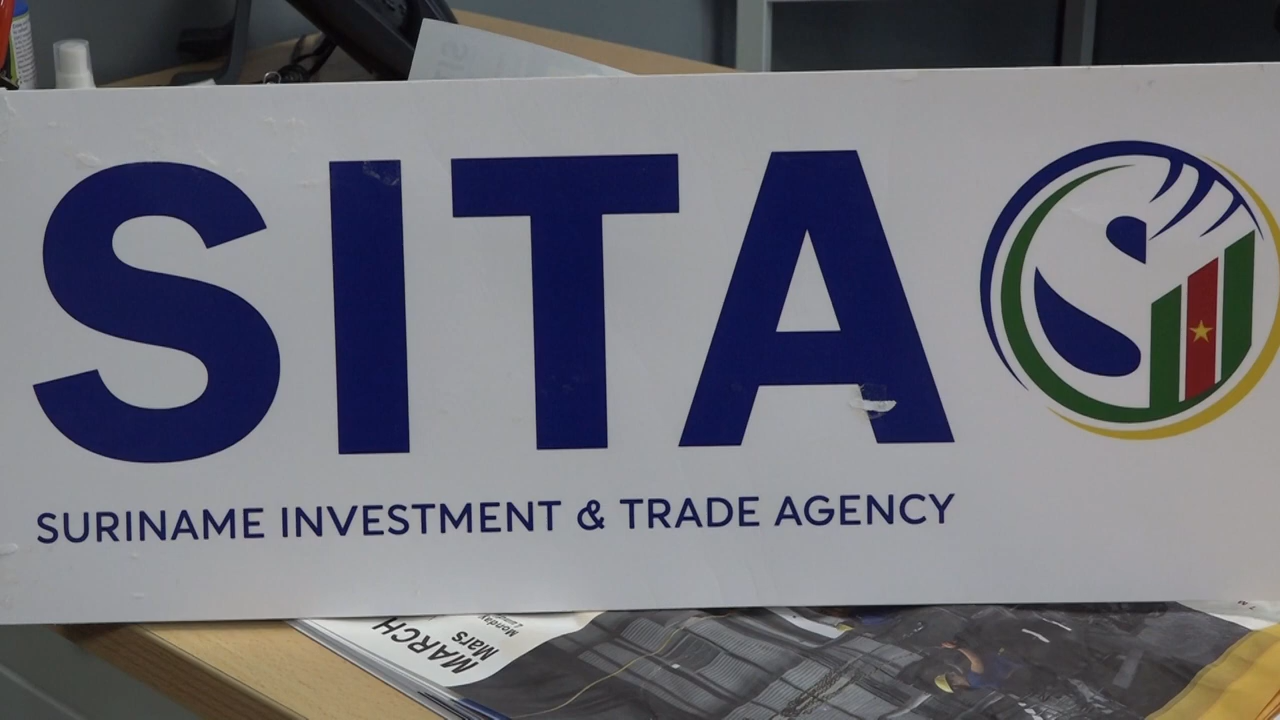 SITA
SURINAME INVESTMENT & TRADE AGENCY
MARCH
Mars
Monday